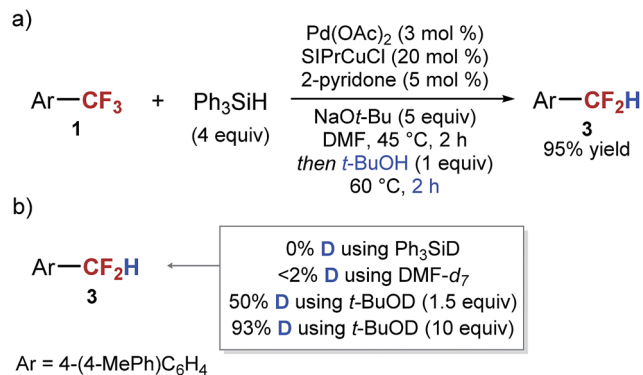 a)
Pd(OAc)2 (3 mol %)
SIPrCuCl (20 mol %)
2-pyridone (5 mol %)
Ar—CF3 + Ph3SiH Ar—CF2H
1 (4 equiv) 3
NaOt-Bu (5 equiv)
95% yield
DMF, 45 °C, 2 h
then t-BuOH (1 equiv)
60 °C, 2 h
b)
Ar—CF2H
3
0% D using Ph3SiD
<2% D using DMF-d7
50% D using t-BuOD (1.5 equiv)
93% D using t-BuOD (10 equiv)
Ar = 4-(4-MePh)C6H4